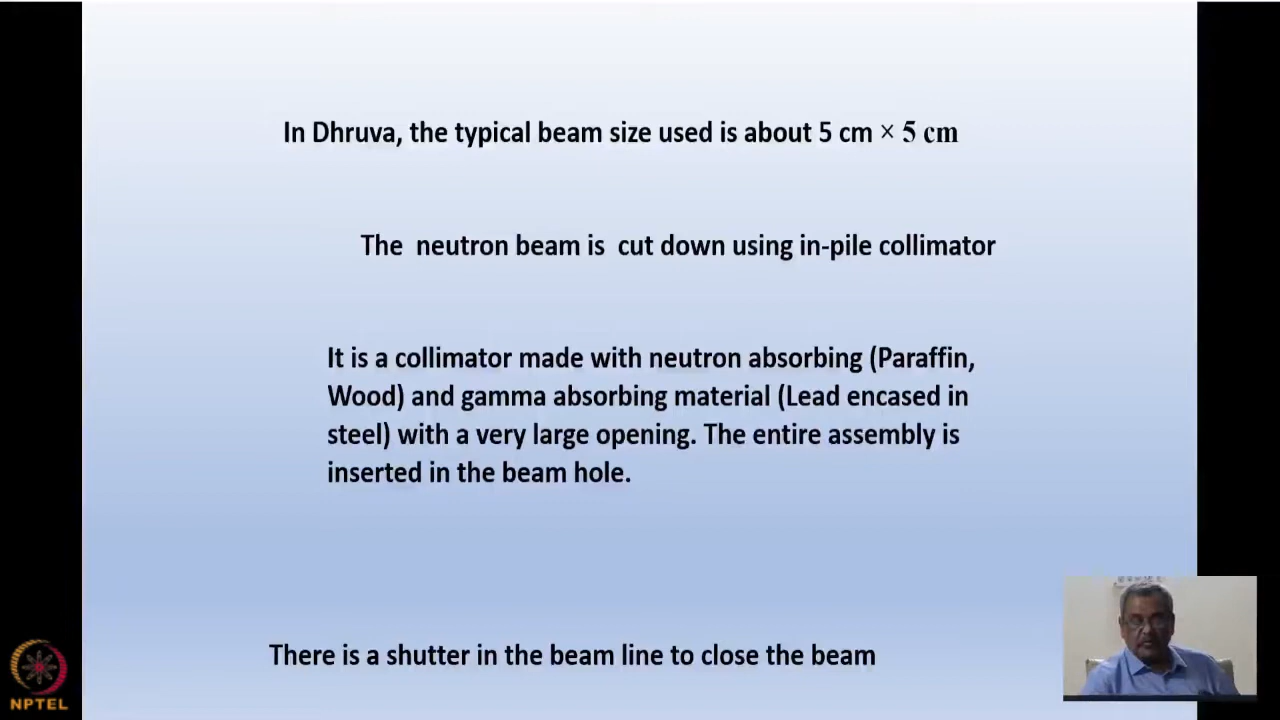 In Dhruva, the typical beam size used is about 5 cm × 5 cm
The neutron beam is cut down using in-pile collimator
It is a collimator made with neutron absorbing (Paraffin,
Wood) and gamma absorbing material (Lead encased in
steel) with a very large opening. The entire assembly is
inserted in the beam hole.
There is a shutter in the beam line to close the beam
NPTEL